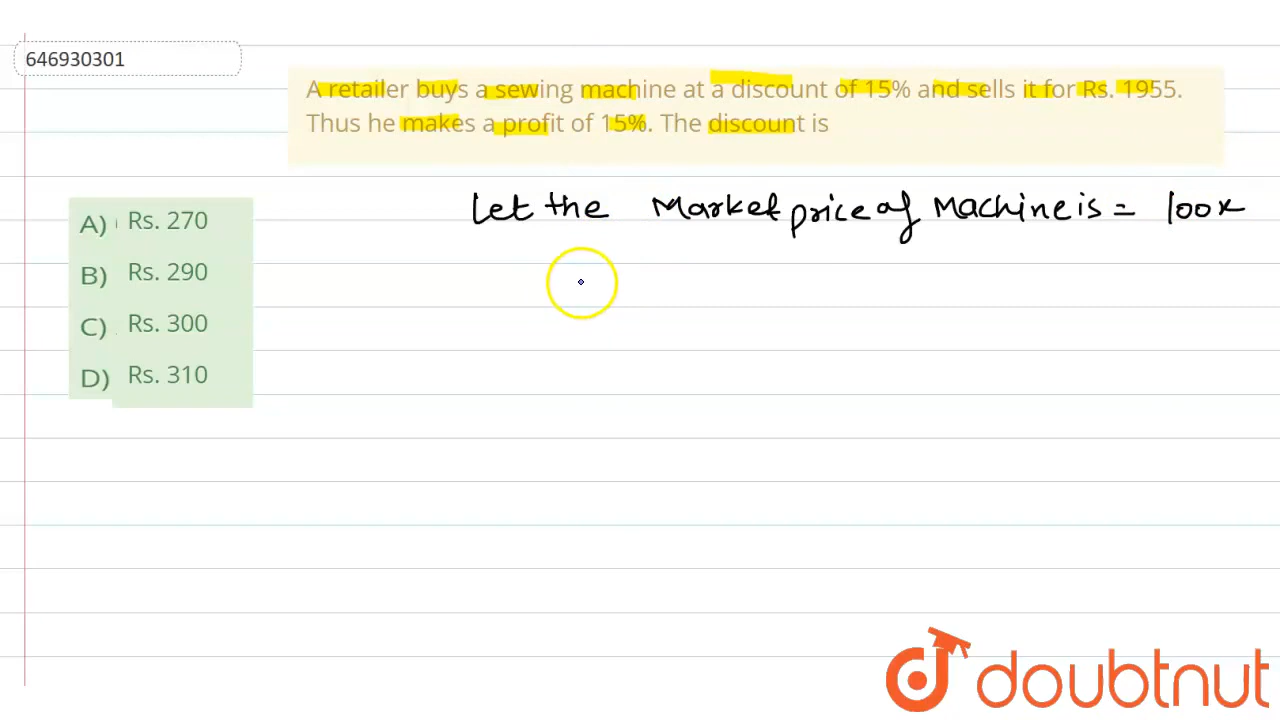 646930301
A retailer buys a sewing machine at a discount of 15% and sells it for Rs. 1955.
Thus he makes a profit of 15%. The discount is
Let the Market price of Machine is = 100x
A) Rs. 270
B) Rs. 290
C) Rs. 300
D) Rs. 310
doubtnut